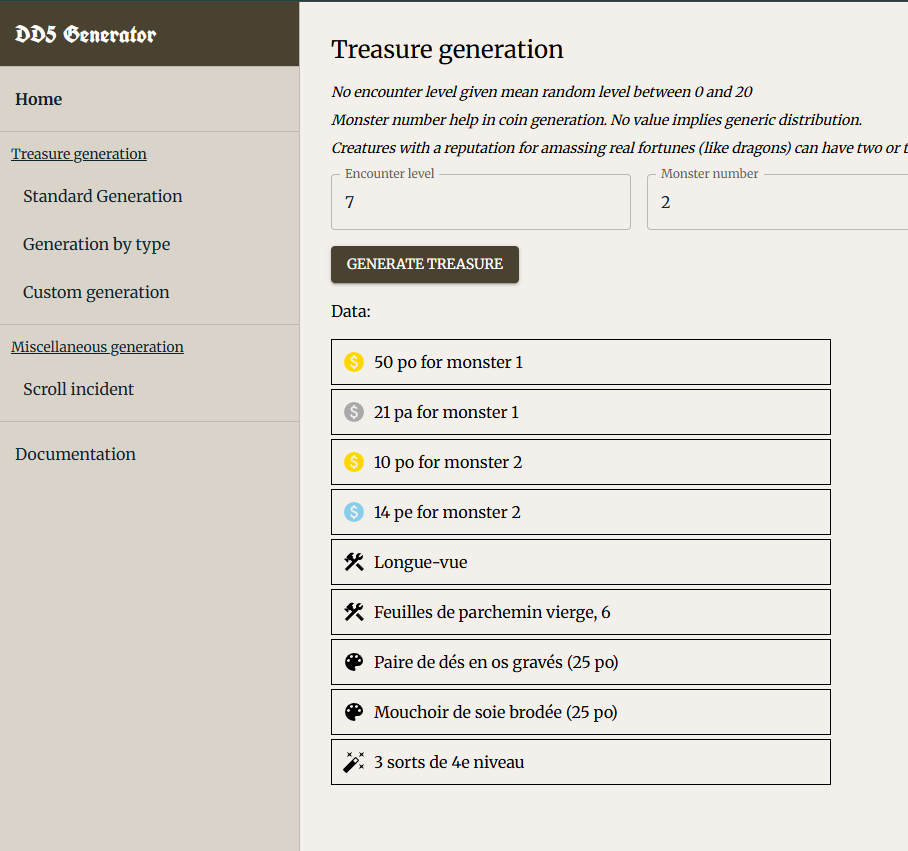 DD5 Generator
Home
Treasure generation
Standard Generation
Generation by type
Custom generation
Miscellaneous generation
Scroll incident
Documentation
Treasure generation
No encounter level given mean random level between 0 and 20
Monster number help in coin generation. No value implies generic distribution.
Creatures with a reputation for amassing real fortunes (like dragons) can have two or
Encounter level
7
Monster number
2
GENERATE TREASURE
Data:
50 po for monster 1
21 pa for monster 1
10 po for monster 2
14 pe for monster 2
Longue-vue
Feuilles de parchemin vierge, 6
Paire de dés en os gravés (25 po)
Mouchoir de soie brodée (25 po)
3 sorts de 4e niveau